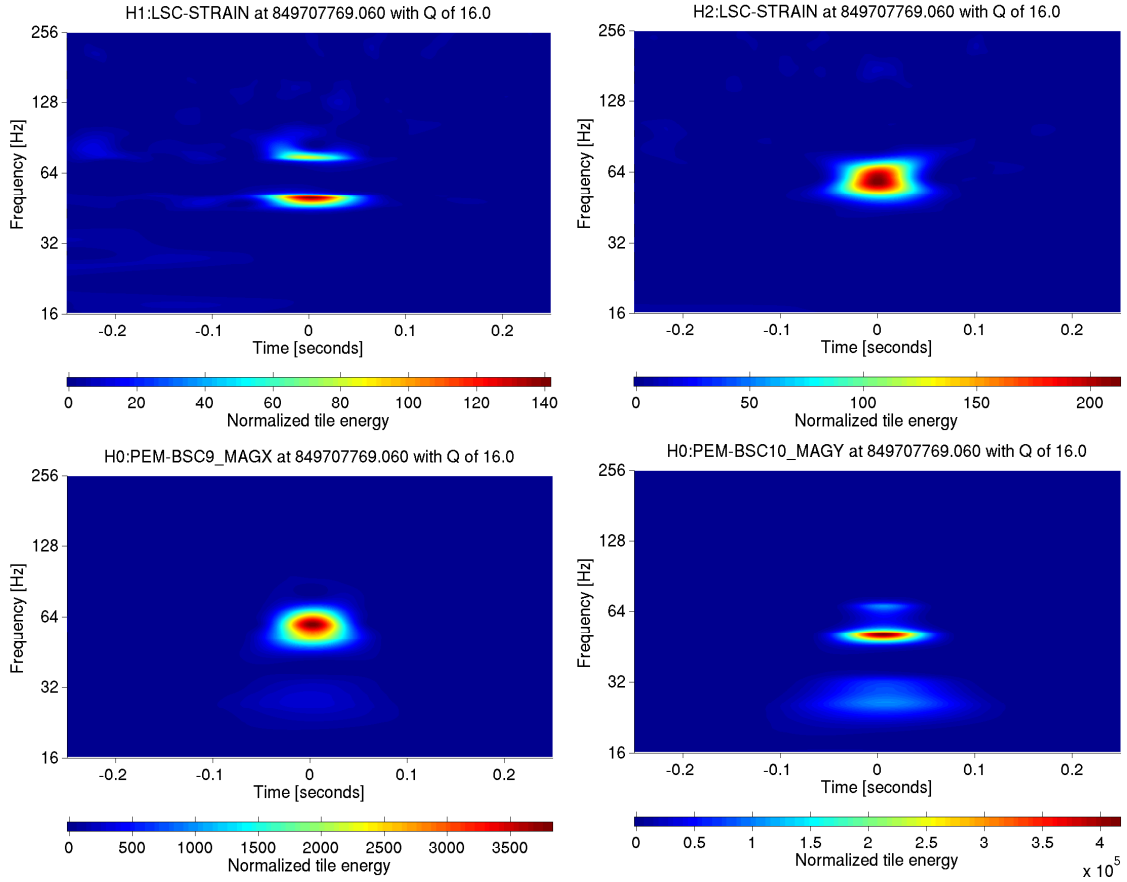 H1:LSC-STRAIN at 849707769.060 with Q of 16.0
256
128
64
32
16
Frequency [Hz]
-0.2 -0.1 0 0.1 0.2
Time [seconds]
0 20 40 60 80 100 120 140
Normalized tile energy
H2:LSC-STRAIN at 849707769.060 with Q of 16.0
256
128
64
32
16
Frequency [Hz]
-0.2 -0.1 0 0.1 0.2
Time [seconds]
0 50 100 150 200
Normalized tile energy
H0:PEM-BSC9_MAGX at 849707769.060 with Q of 16.0
256
128
64
32
16
Frequency [Hz]
-0.2 -0.1 0 0.1 0.2
Time [seconds]
0 500 1000 1500 2000 2500 3000 3500
Normalized tile energy
H0:PEM-BSC10_MAGY at 849707769.060 with Q of 16.0
256
128
64
32
16
Frequency [Hz]
-0.2 -0.1 0 0.1 0.2
Time [seconds]
0 0.5 1 1.5 2 2.5 3 3.5 4
Normalized tile energy
x 10⁵